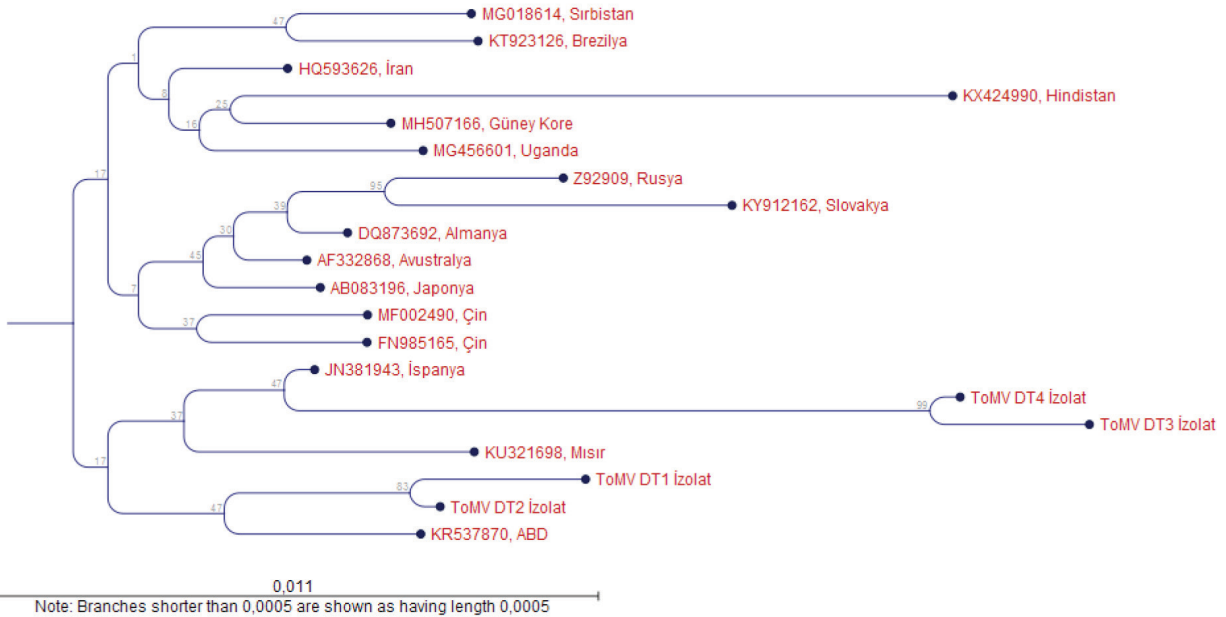 47
MG018614, Sırbistan
KT923126, Brezilya
1
HQ593626, İran
8
25
KX424990, Hindistan
16
MH507166, Güney Kore
MG456601, Uganda
17
95
Z92909, Rusya
KY912162, Slovakya
39
DQ873692, Almanya
30
AF332868, Avustralya
45
AB083196, Japonya
7
MF002490, Çin
37
FN985165, Çin
JN381943, İspanya
47
ToMV DT4 İzolat
99
ToMV DT3 İzolat
37
KU321698, Mısır
17
ToMV DT1 İzolat
83
ToMV DT2 İzolat
47
KR537870, ABD
0,011
Note: Branches shorter than 0,0005 are shown as having length 0,0005